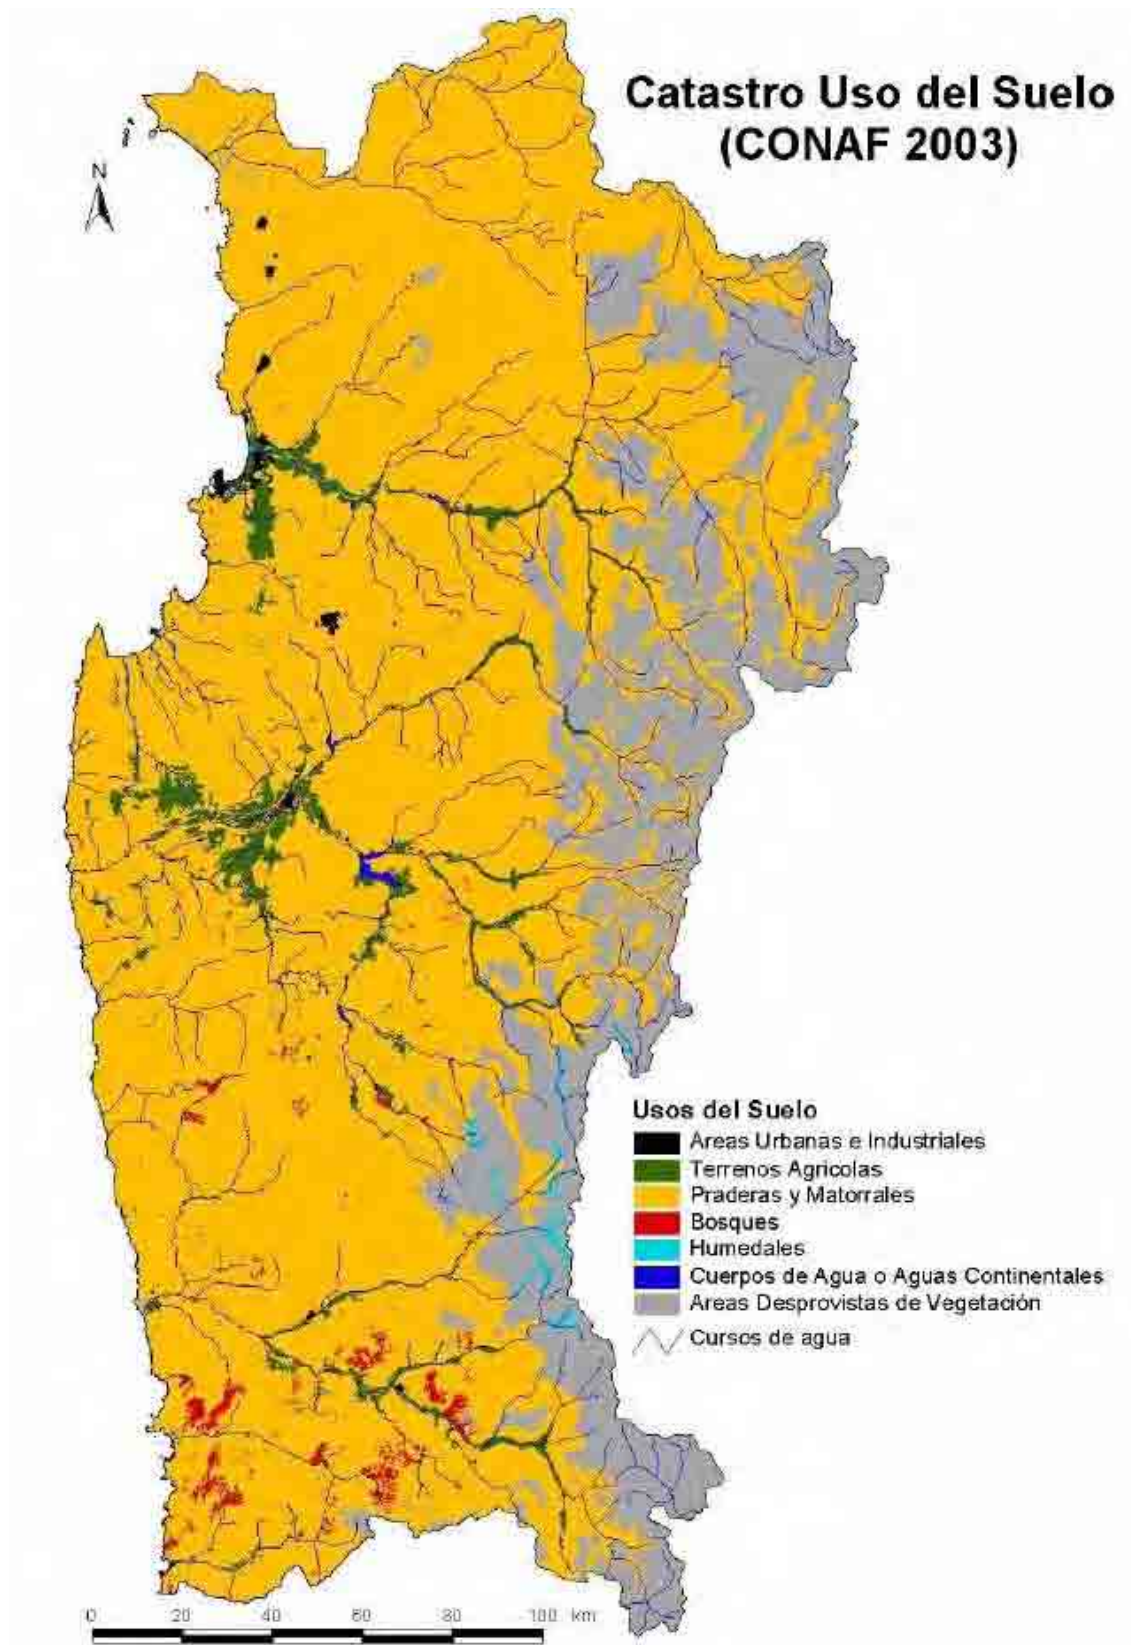 Catastro Uso del Suelo
(CONAF 2003)
N
Usos del Suelo
Areas Urbanas e Industriales
Terrenos Agricolas
Praderas y Matorrales
Bosques
Humedales
Cuerpos de Agua o Aguas Continentales
Areas Desprovistas de Vegetación
Cursos de agua
0 20 40 60 80 100 km